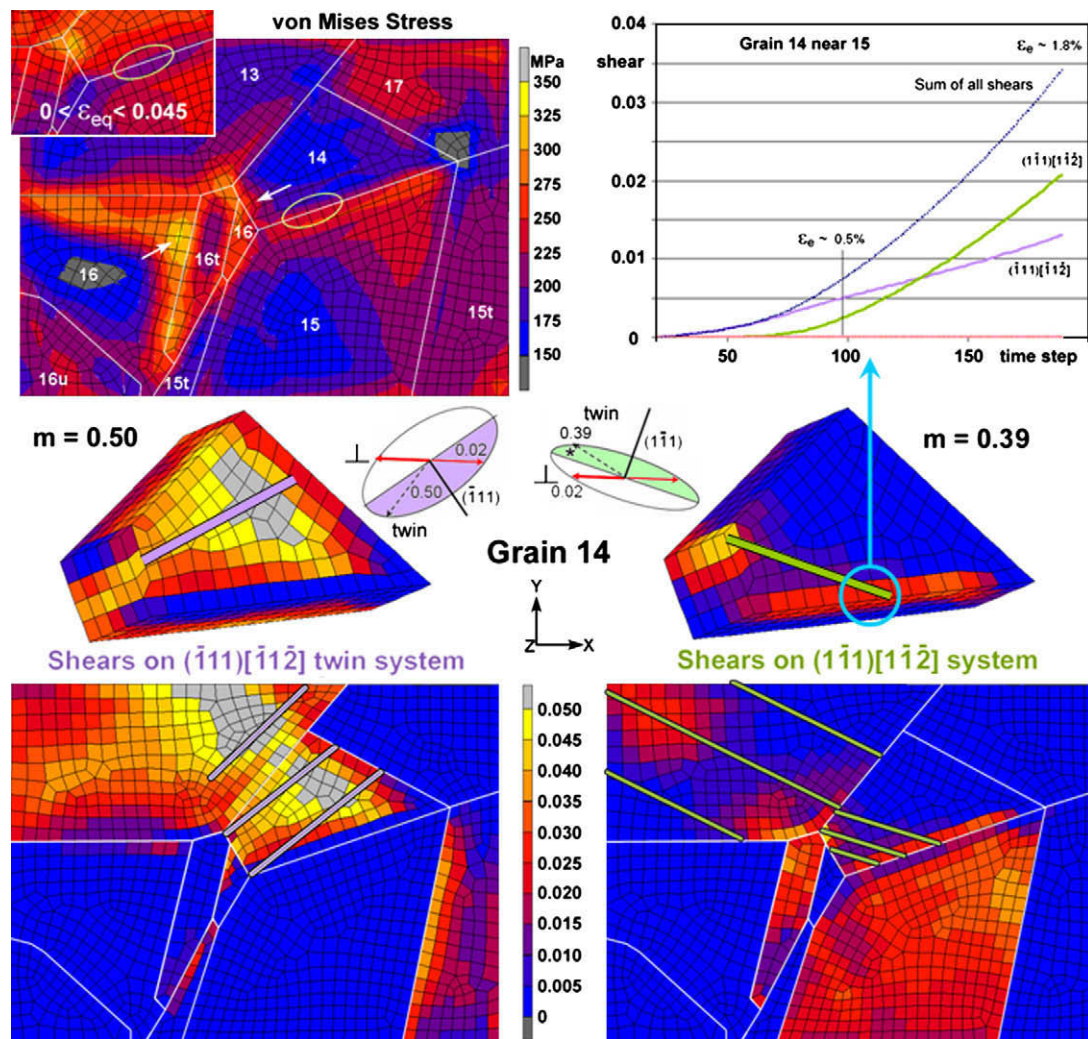 von Mises Stress
0 < ε̇eq < 0.045
13
17
14
16
16t
16
15
15t
16u
15t
MPa
350
325
300
275
250
225
200
175
150
0.04
shear
0.03
0.02
0.01
0
Grain 14 near 15
εe ~ 1.8%
Sum of all shears
(11̄1)[11̄2̄]
εe ~ 0.5%
(1̄11)[1̄12̄]
50
100
150
time step
m = 0.50
⊥
0.02
0.50
(1̄11)
twin
twin
0.39
(11̄1)
*
⊥
0.02
m = 0.39
Grain 14
Y
Z
X
Shears on (1̄11)[1̄12̄] twin system
Shears on (11̄1)[11̄2̄] system
0.050
0.045
0.040
0.035
0.030
0.025
0.020
0.015
0.010
0.005
0